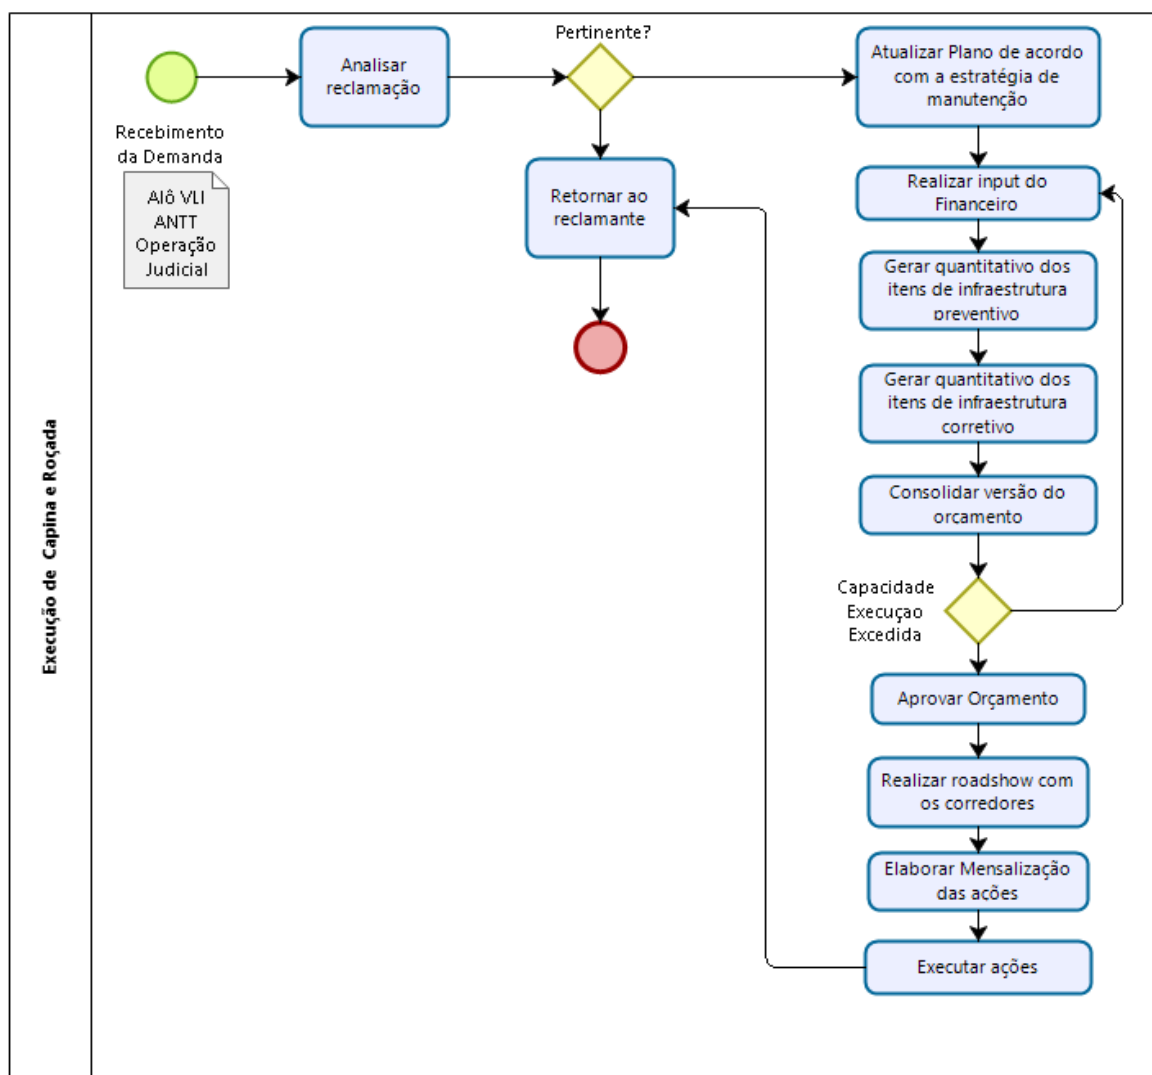 Execução de Capina e Roçada
Recebimento
da Demanda
Alô VLI
ANTT
Operação
Judicial
Analisar
reclamação
Pertinente?
Retornar ao
reclamante
Atualizar Plano de acordo
com a estratégia de
manutenção
Realizar input do
Financeiro
Gerar quantitativo dos
itens de infraestrutura
preventivo
Gerar quantitativo dos
itens de infraestrutura
corretivo
Consolidar versão do
orçamento
Capacidade
Execuçao
Excedida
Aprovar Orçamento
Realizar roadshow com
os corredores
Elaborar Mensalização
das ações
Executar ações